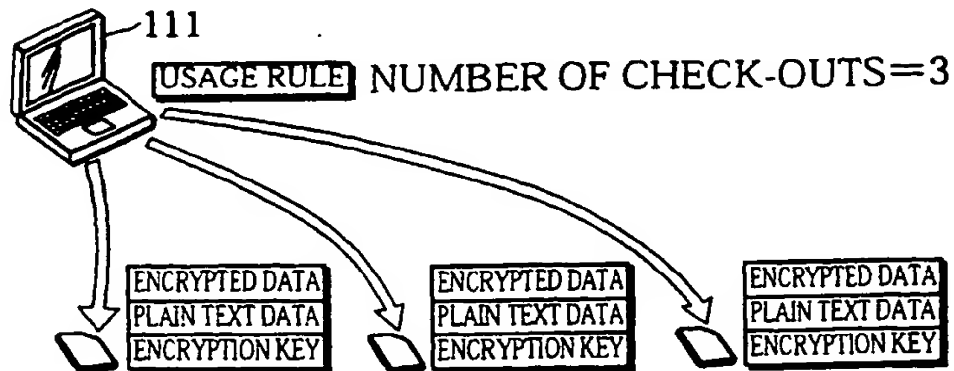 111
USAGE RULE NUMBER OF CHECK-OUTS=3
ENCRYPTED DATA ENCRYPTED DATA ENCRYPTED DATA
PLAIN TEXT DATA PLAIN TEXT DATA PLAIN TEXT DATA
ENCRYPTION KEY ENCRYPTION KEY ENCRYPTION KEY